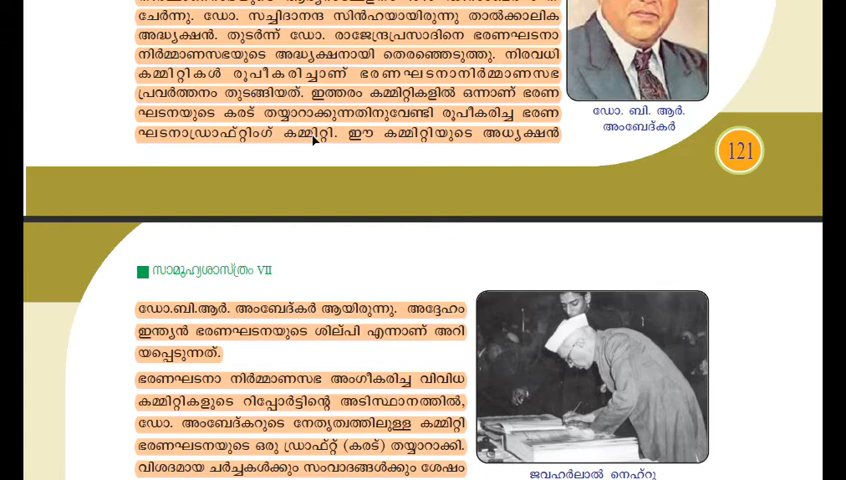 ചേർന്നു. ഡോ. സച്ചിദാനന്ദ സിൻഹയായിരുന്നു താൽക്കാലിക
അദ്ധ്യക്ഷൻ. തുടർന്ന് ഡോ. രാജേന്ദ്രപ്രസാദിനെ ഭരണഘടനാ
നിർമ്മാണസഭയുടെ അദ്ധ്യക്ഷനായി തെരഞ്ഞെടുത്തു. നിരവധി
കമ്മിറ്റികൾ രൂപീകരിച്ചാണ് ഭരണഘടനാനിർമ്മാണസഭ
പ്രവർത്തനം തുടങ്ങിയത്. ഇത്തരം കമ്മിറ്റികളിൽ ഒന്നാണ് ഭരണ
ഘടനയുടെ കരട് തയ്യാറാക്കുന്നതിനുവേണ്ടി രൂപീകരിച്ച ഭരണ
ഘടനാഡ്രാഫ്റ്റിംഗ് കമ്മിറ്റി. ഈ കമ്മിറ്റിയുടെ അധ്യക്ഷൻ
ഡോ. ബി. ആർ.
അംബേദ്കർ
121
സാമൂഹ്യശാസ്ത്രം VII
ഡോ.ബി.ആർ. അംബേദ്കർ ആയിരുന്നു. അദ്ദേഹം
ഇന്ത്യൻ ഭരണഘടനയുടെ ശില്പി എന്നാണ് അറി
യപ്പെടുന്നത്.
ഭരണഘടനാ നിർമ്മാണസഭ അംഗീകരിച്ച വിവിധ
കമ്മിറ്റികളുടെ റിപ്പോർട്ടിന്റെ അടിസ്ഥാനത്തിൽ,
ഡോ. അംബേദ്കറുടെ നേതൃത്വത്തിലുള്ള കമ്മിറ്റി
ഭരണഘടനയുടെ ഒരു ഡ്രാഫ്റ്റ് (കരട്) തയ്യാറാക്കി.
വിശദമായ ചർച്ചകൾക്കും സംവാദങ്ങൾക്കും ശേഷം
ജവഹർലാൽ നെഹ്റു